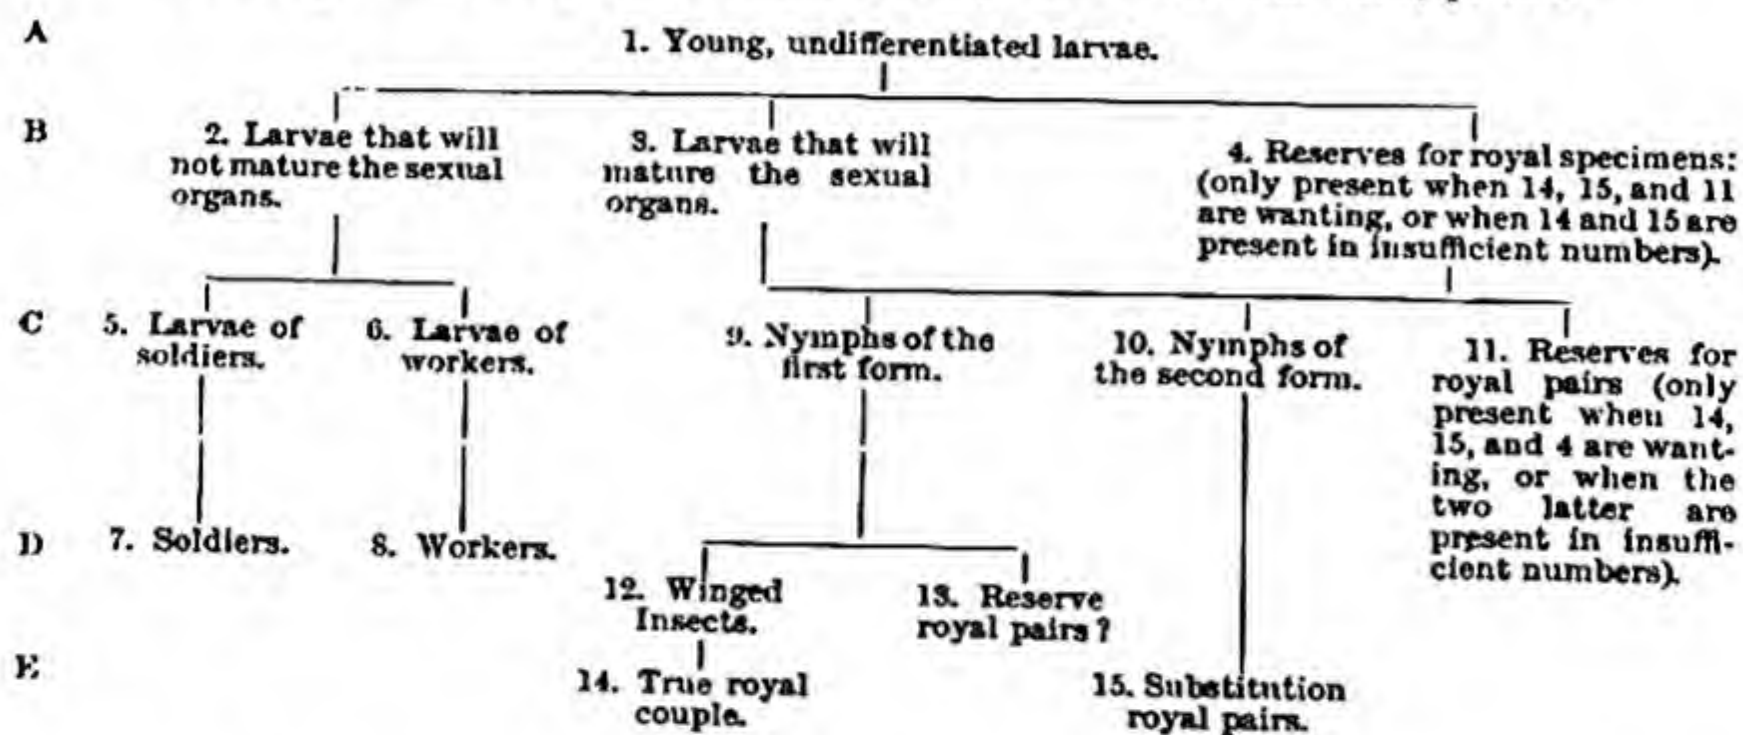 A
1. Young, undifferentiated larvae.
B
2. Larvae that will
not mature the sexual
organs.
3. Larvae that will
mature the sexual
organs.
4. Reserves for royal specimens:
(only present when 14, 15, and 11
are wanting, or when 14 and 15 are
present in insufficient numbers).
C
5. Larvae of
soldiers.
6. Larvae of
workers.
9. Nymphs of the
first form.
10. Nymphs of
the second form.
11. Reserves for
royal pairs (only
present when 14,
15, and 4 are want-
ing, or when the
two latter are
present in insuffi-
cient numbers).
D
7. Soldiers.
8. Workers.
12. Winged
Insects.
13. Reserve
royal pairs?
E
14. True royal
couple.
15. Substitution
royal pairs.